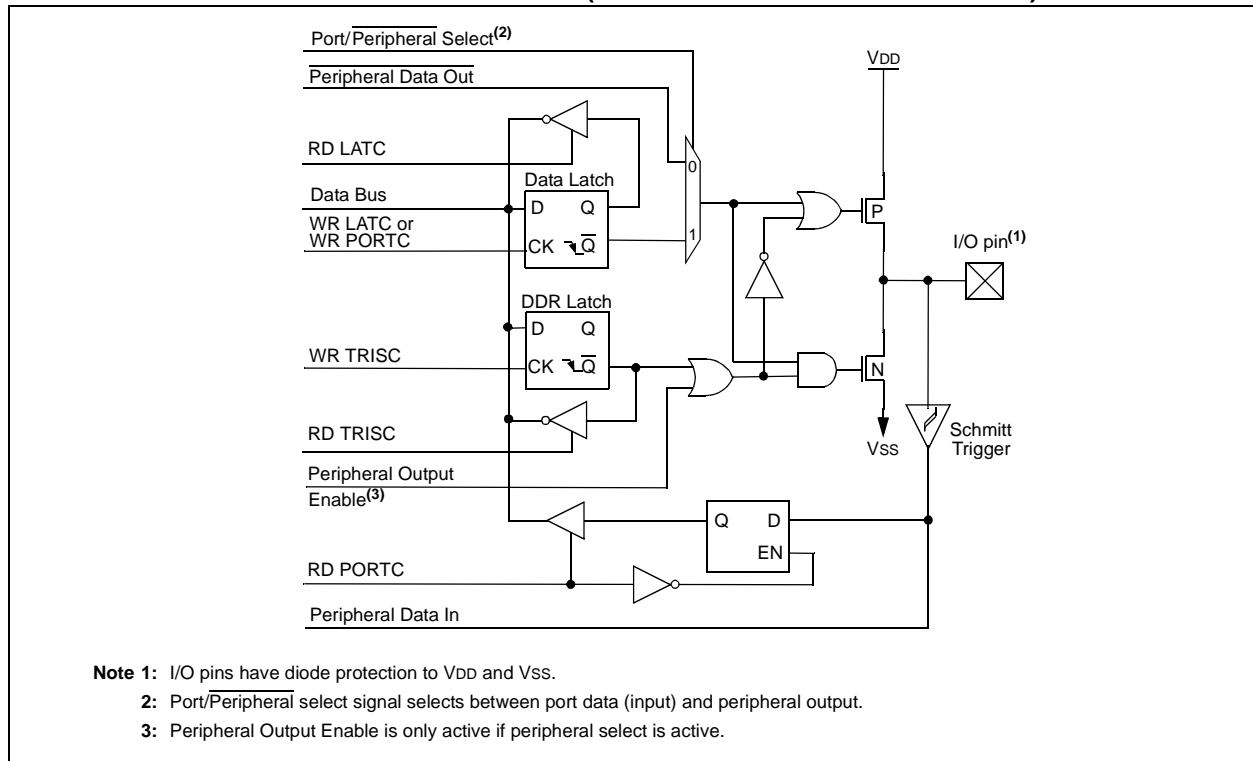 Port/Peripheral Select(2)
Peripheral Data Out
VDD
RD LATC
0
Data Latch
Data Bus
D Q
WR LATC or
WR PORTC
CK Q
1
P
I/O pin(1)
DDR Latch
D Q
WR TRISC
CK Q
N
RD TRISC
VSS
Schmitt
Trigger
Peripheral Output
Enable(3)
Q D
EN
RD PORTC
Peripheral Data In
Note 1: I/O pins have diode protection to VDD and VSS.
2: Port/Peripheral select signal selects between port data (input) and peripheral output.
3: Peripheral Output Enable is only active if peripheral select is active.